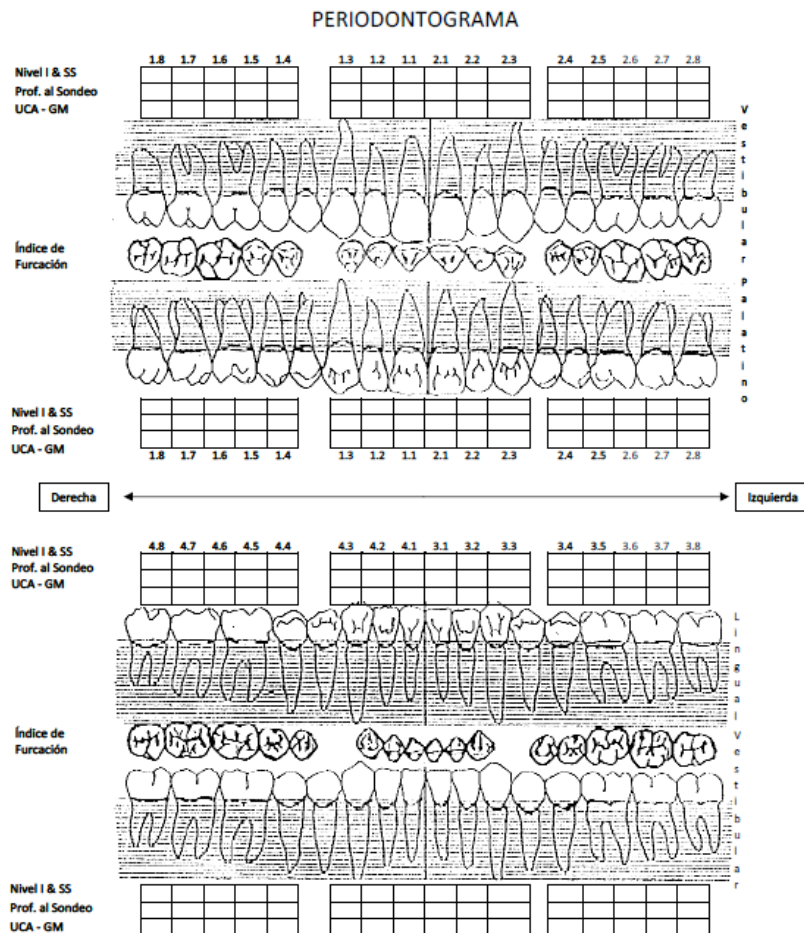 PERIODONTOGRAMA
1.8 1.7 1.6 1.5 1.4 1.3 1.2 1.1 2.1 2.2 2.3 2.4 2.5 2.6 2.7 2.8
Nivel I & SS
Prof. al Sondeo
UCA - GM
Vestibular
Índice de
Furcación
Palatino
Nivel I & SS
Prof. al Sondeo
UCA - GM
1.8 1.7 1.6 1.5 1.4 1.3 1.2 1.1 2.1 2.2 2.3 2.4 2.5 2.6 2.7 2.8
Derecha Izquierda
4.8 4.7 4.6 4.5 4.4 4.3 4.2 4.1 3.1 3.2 3.3 3.4 3.5 3.6 3.7 3.8
Nivel I & SS
Prof. al Sondeo
UCA - GM
Lingual
Índice de
Furcación
Vestibular
Nivel I & SS
Prof. al Sondeo
UCA - GM